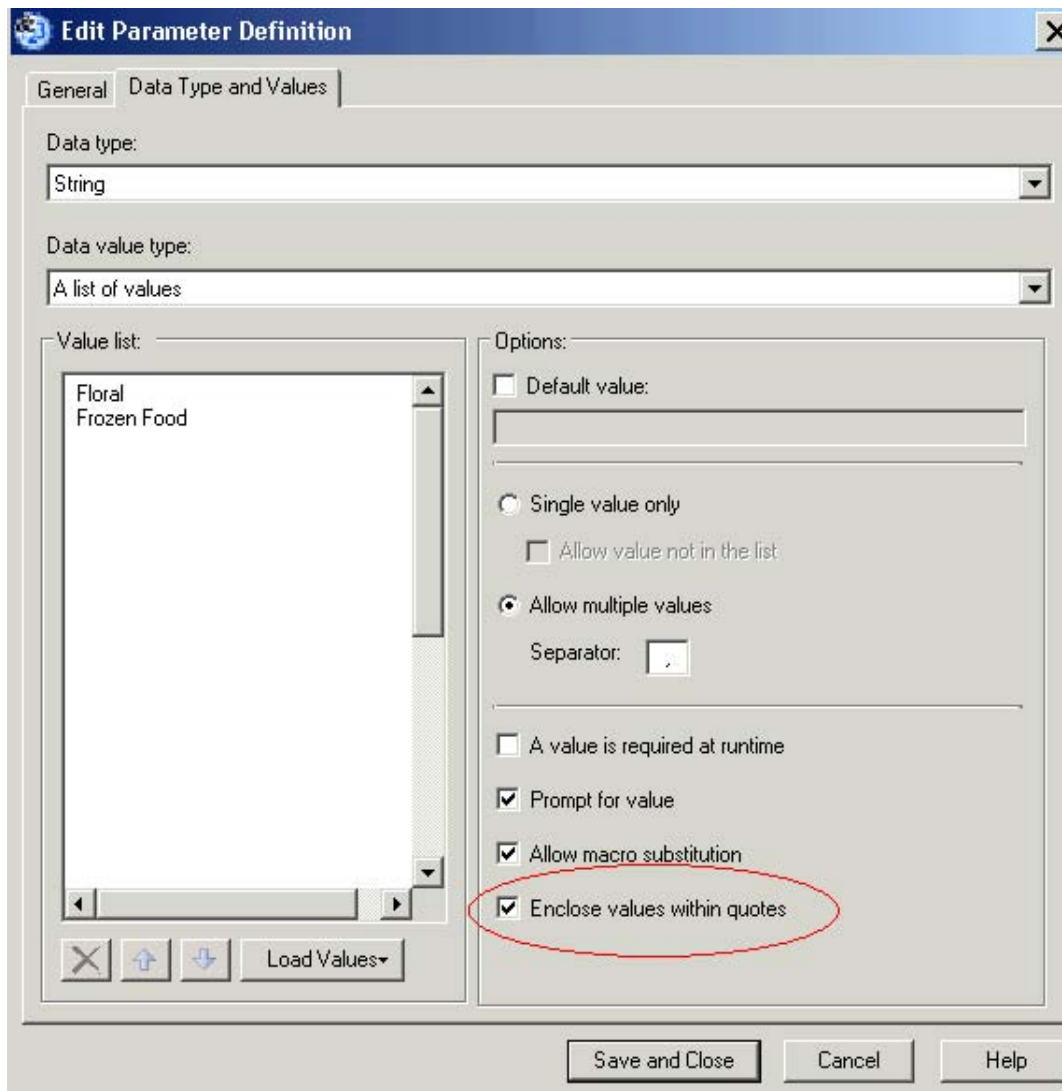 Edit Parameter Definition
General
Data Type and Values
Data type:
String
Data value type:
A list of values
Value list:
Floral
Frozen Food
Load Values
Options:
Default value:
Single value only
Allow value not in the list
Allow multiple values
Separator:
A value is required at runtime
Prompt for value
Allow macro substitution
Enclose values within quotes
Save and Close
Cancel
Help